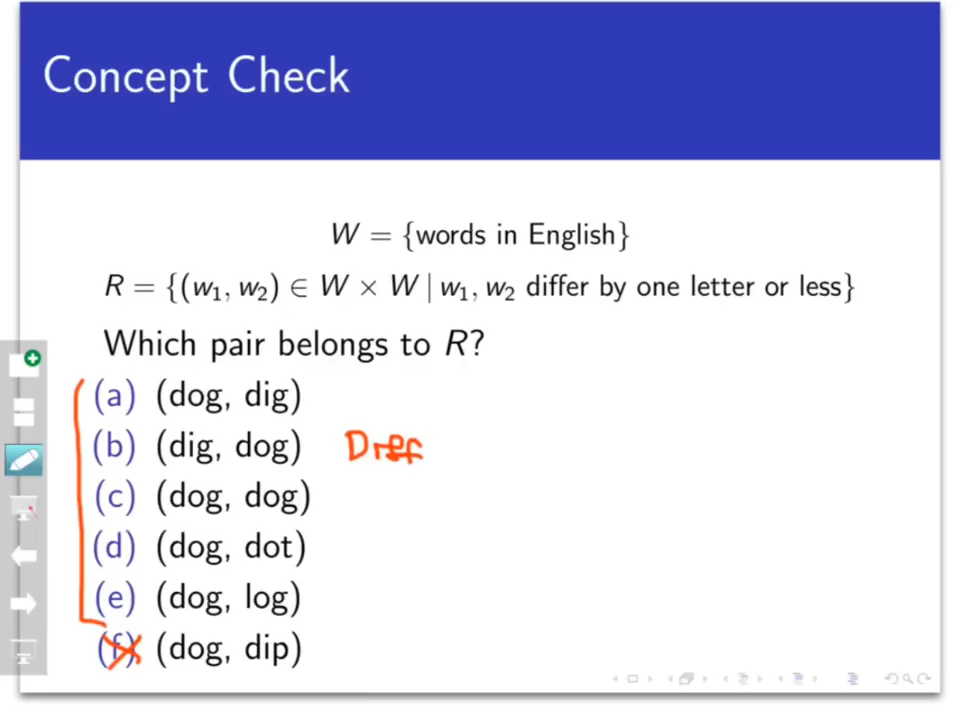 Concept Check
W = {words in English}
R = {(w₁, w₂) ∈ W × W | w₁, w₂ differ by one letter or less}
Which pair belongs to R?
(a) (dog, dig)
(b) (dig, dog)
(c) (dog, dog)
(d) (dog, dot)
(e) (dog, log)
(f) (dog, dip)